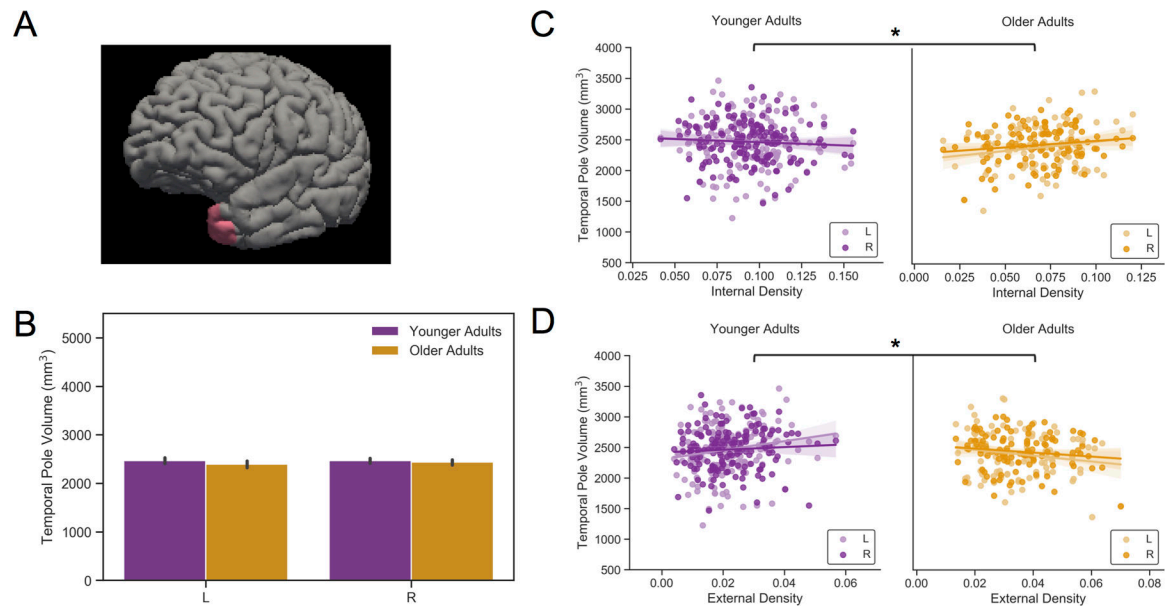 A
B
Temporal Pole Volume (mm³)
5000
4000
3000
2000
1000
0
Younger Adults
Older Adults
L
R
C
Younger Adults
Older Adults
*
Temporal Pole Volume (mm³)
4000
3500
3000
2500
2000
1500
1000
500
L
R
L
R
0.025 0.050 0.075 0.100 0.125 0.150
0.000 0.025 0.050 0.075 0.100 0.125
Internal Density
Internal Density
D
Younger Adults
Older Adults
*
Temporal Pole Volume (mm³)
4000
3500
3000
2500
2000
1500
1000
500
L
R
L
R
0.00 0.02 0.04 0.06
0.00 0.02 0.04 0.06 0.08
External Density
External Density